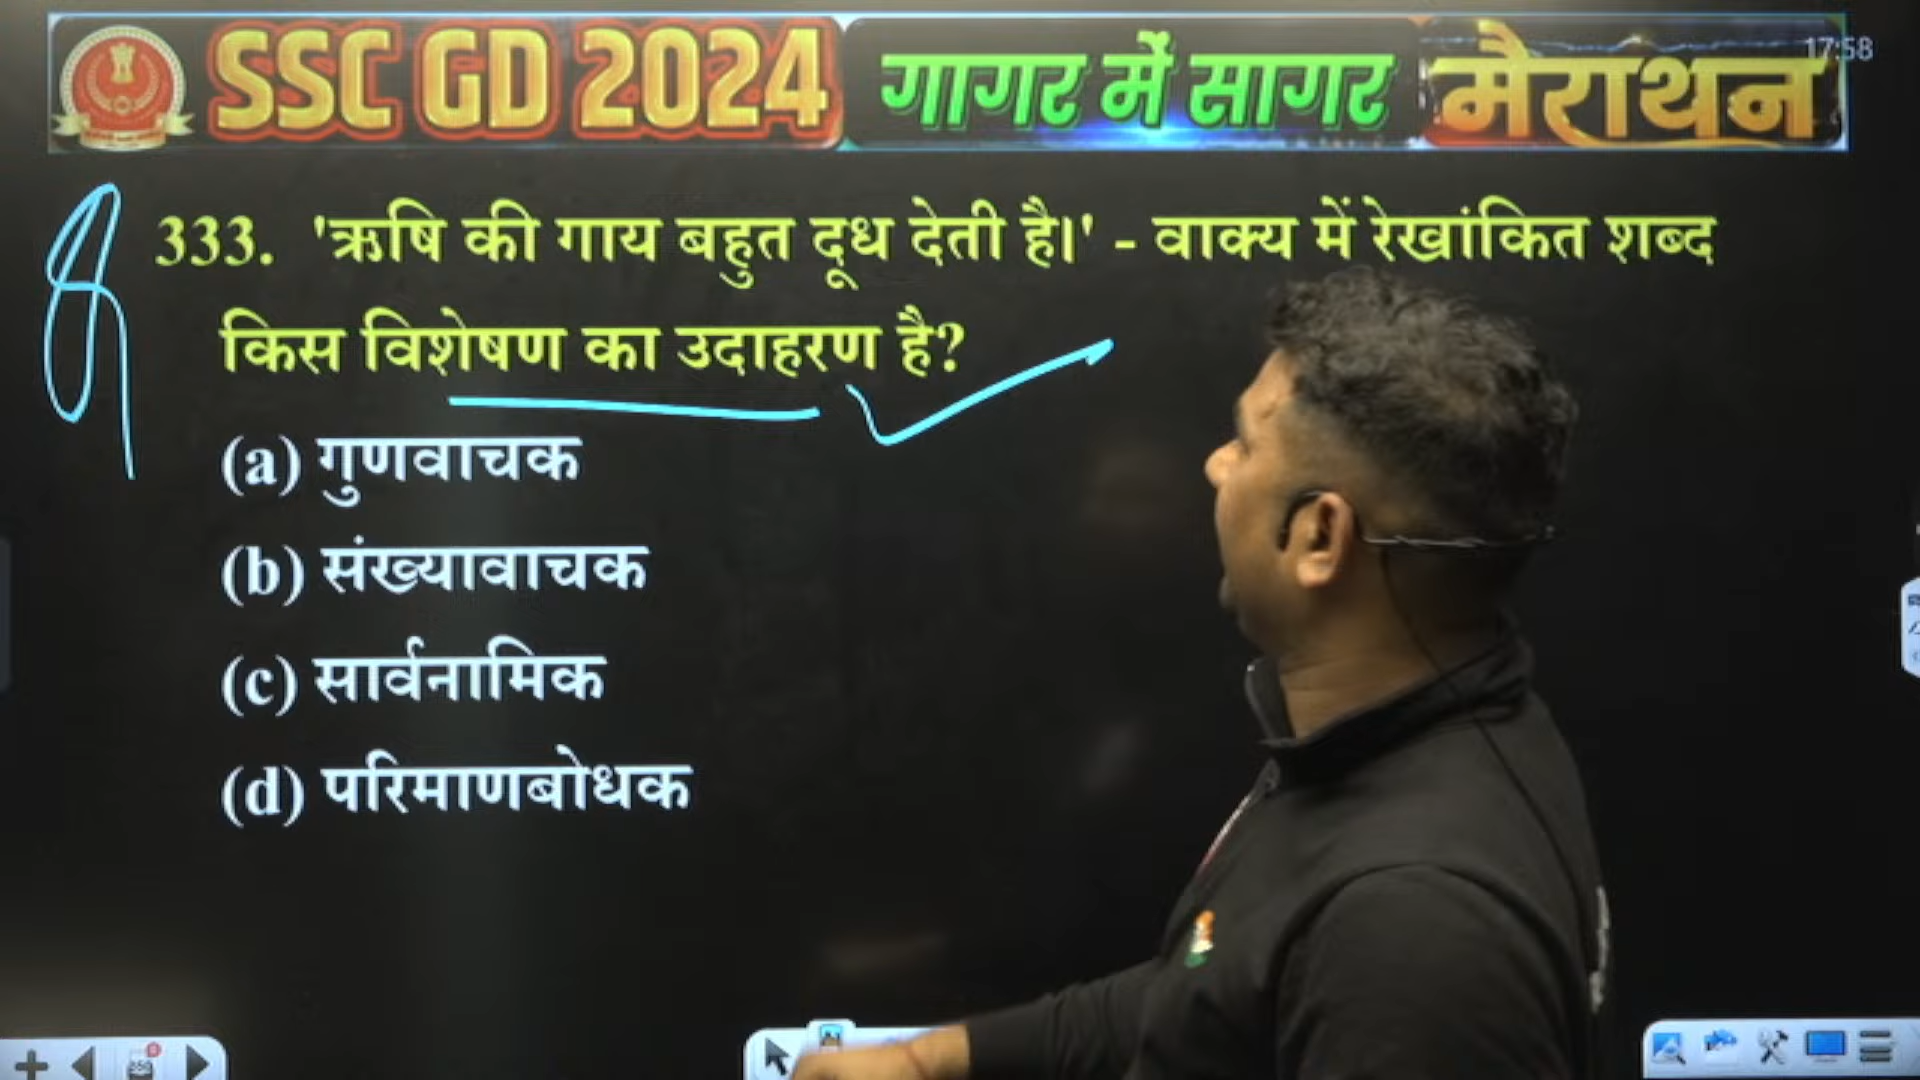 SSC GD 2024 गागर में सागर मैराथन
17:58
333. 'ऋषि की गाय बहुत दूध देती है।' - वाक्य में रेखांकित शब्द
किस विशेषण का उदाहरण है?
(a) गुणवाचक
(b) संख्यावाचक
(c) सार्वनामिक
(d) परिमाणबोधक